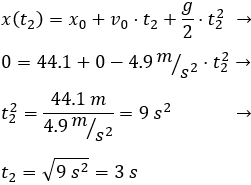 x(t₂) = x₀ + v₀ · t₂ + g/2 · t₂² →
0 = 44.1 + 0 − 4.9 m/s² · t₂² →
t₂² = 44.1 m / 4.9 m/s² = 9 s² →
t₂ = √(9 s²) = 3 s